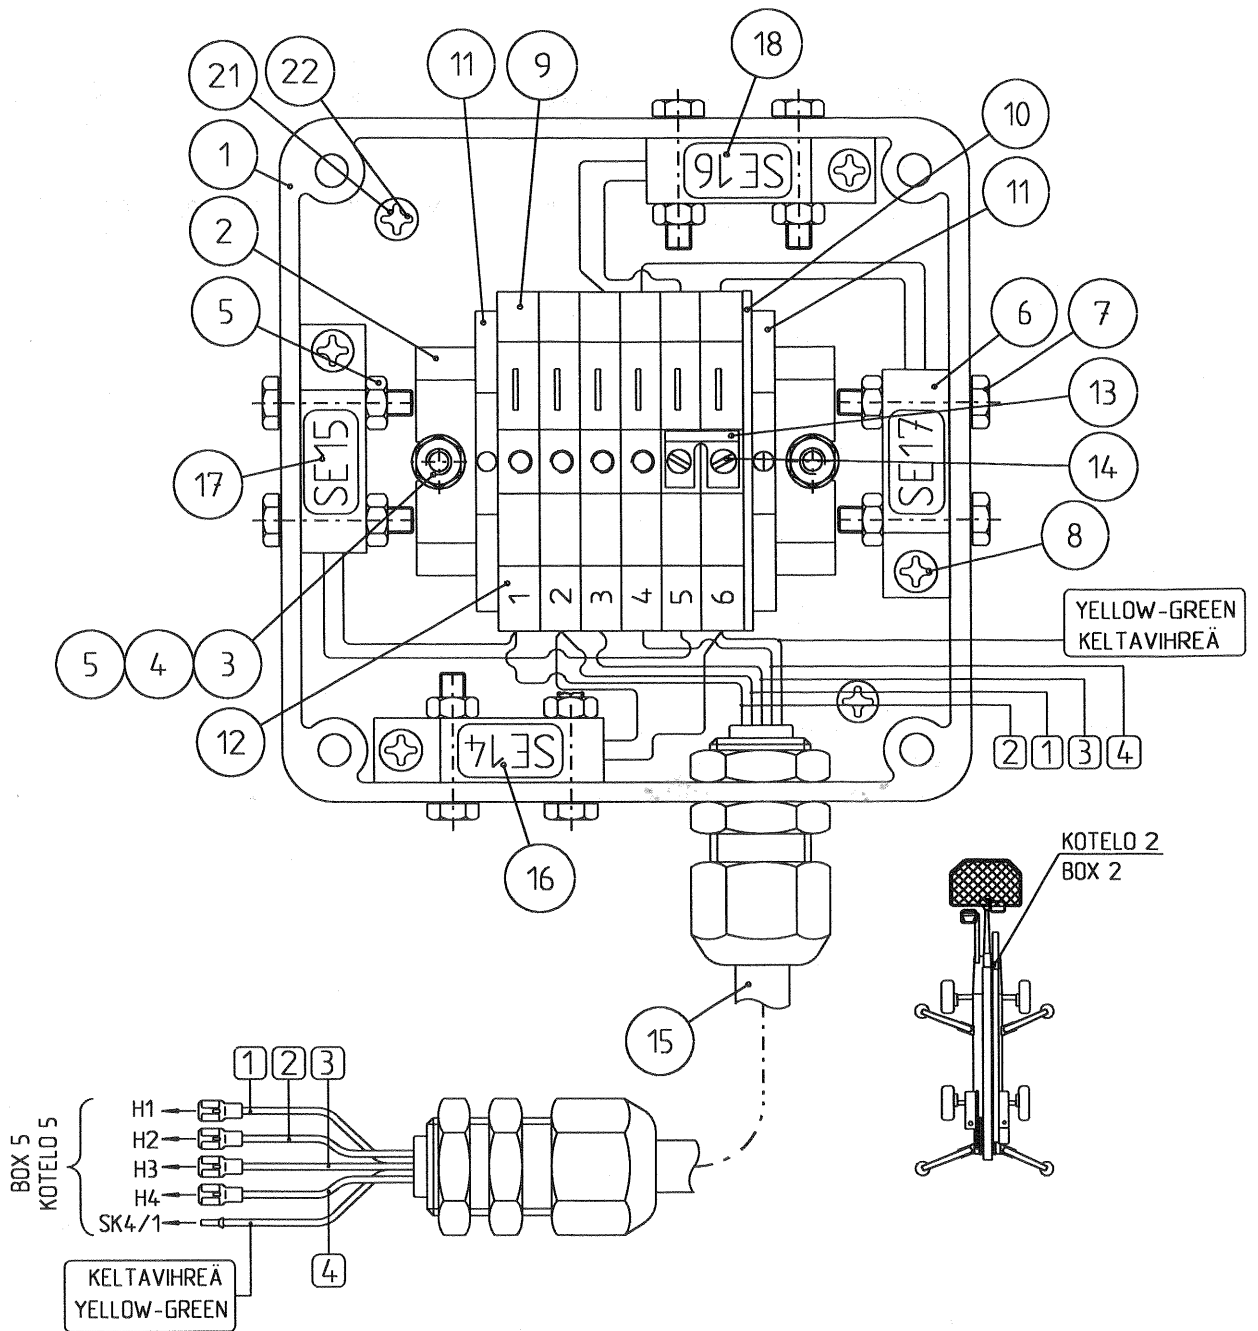 21
22
11
9
18
10
1
11
2
5
6
7
SE16
13
SE15
SE17
17
14
8
1 2 3 4 5 6
YELLOW-GREEN
KELTAVIHREÄ
5 4 3
12
SE14
2 1 3 4
16
KOTELO 2
BOX 2
15
1 2 3
BOX 5
KOTELO 5
H1
H2
H3
H4
SK4/1
4
KELTAVIHREÄ
YELLOW-GREEN